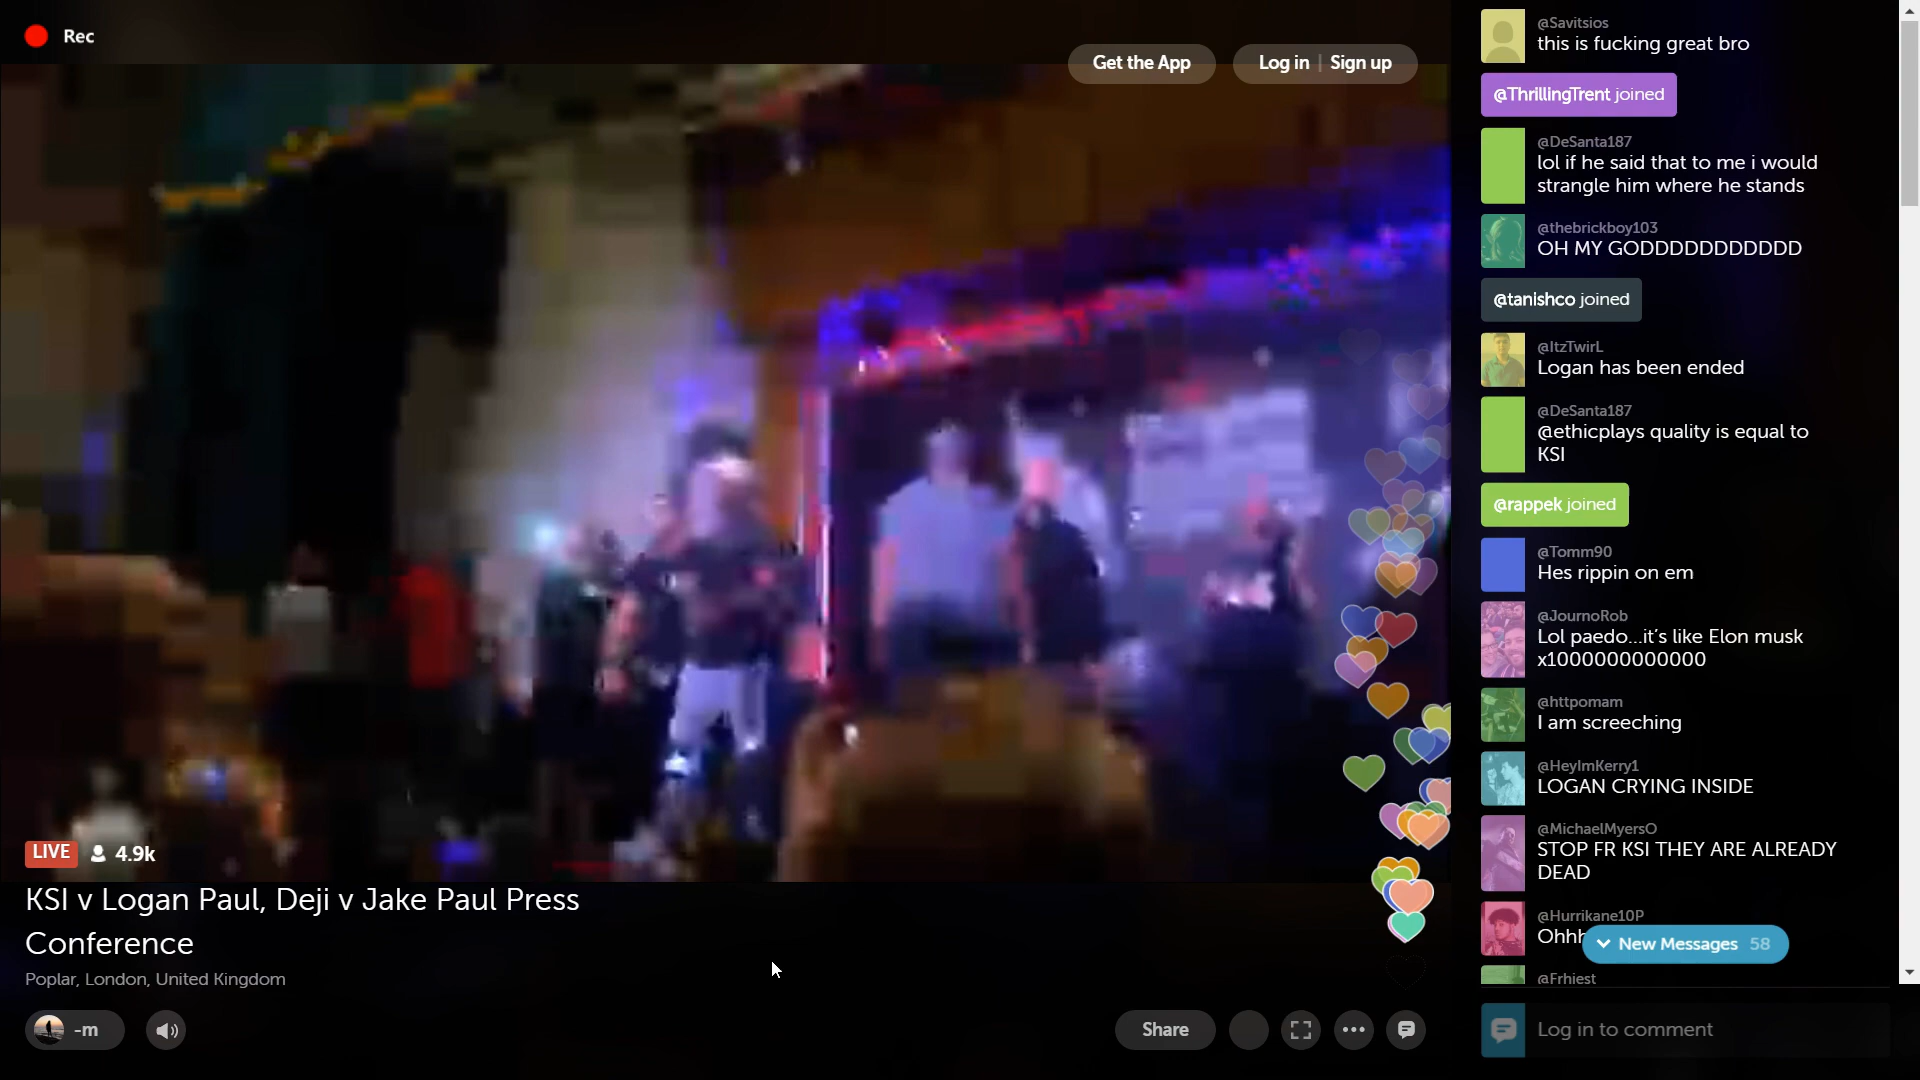 Rec
Get the App
Log in | Sign up
LIVE 4.9k
KSI v Logan Paul, Deji v Jake Paul Press
Conference
Poplar, London, United Kingdom
-m
Share
@Savitsios
this is fucking great bro
@ThrillingTrent joined
@DeSanta187
lol if he said that to me i would
strangle him where he stands
@thebrickboy103
OH MY GODDDDDDDDDDD
@tanishco joined
@ItzTwirL
Logan has been ended
@DeSanta187
@ethicplays quality is equal to
KSI
@rappek joined
@Tomm90
Hes rippin on em
@JournoRob
Lol paedo...it's like Elon musk
x1000000000000
@httpomam
I am screeching
@HeyImKerry1
LOGAN CRYING INSIDE
@MichaelMyersO
STOP FR KSI THEY ARE ALREADY
DEAD
@Hurrikane10P
New Messages 58
@Frhiest
Log in to comment